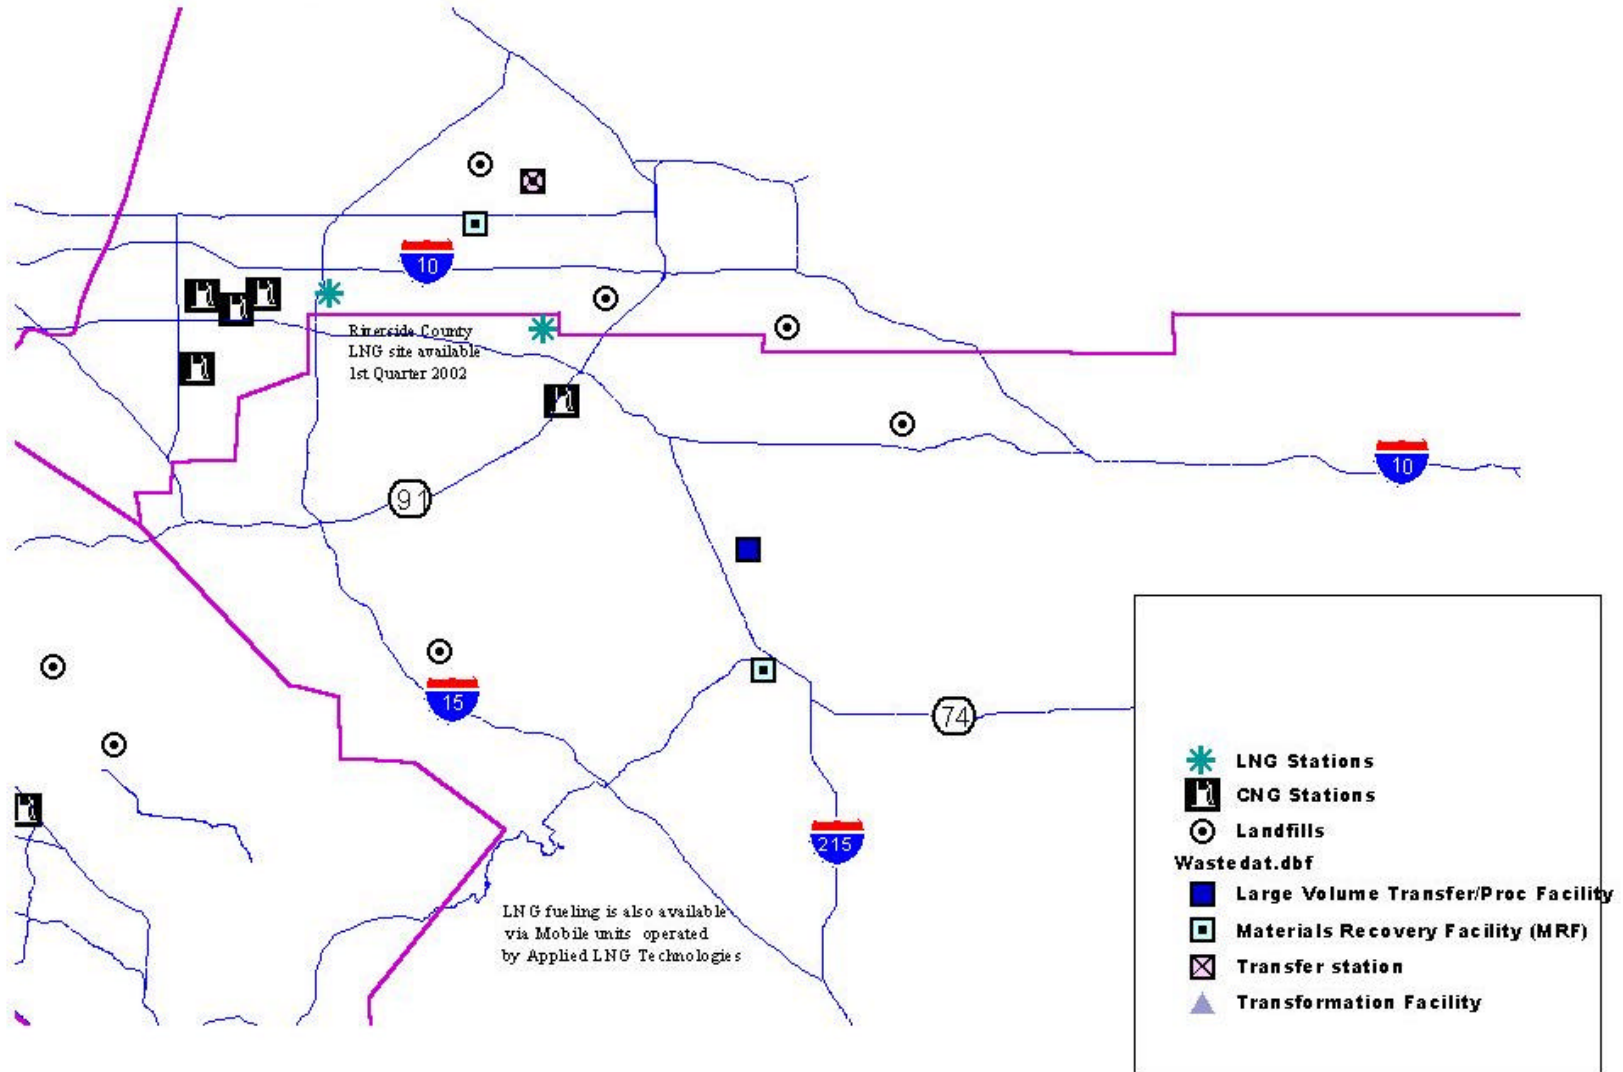 10
Riverside County
LNG site available
1st Quarter 2002
10
91
15
74
215
LNG fueling is also available
via Mobile units operated
by Applied LNG Technologies
LNG Stations
CNG Stations
Landfills
Wastedat.dbf
Large Volume Transfer/Proc Facility
Materials Recovery Facility (MRF)
Transfer station
Transformation Facility